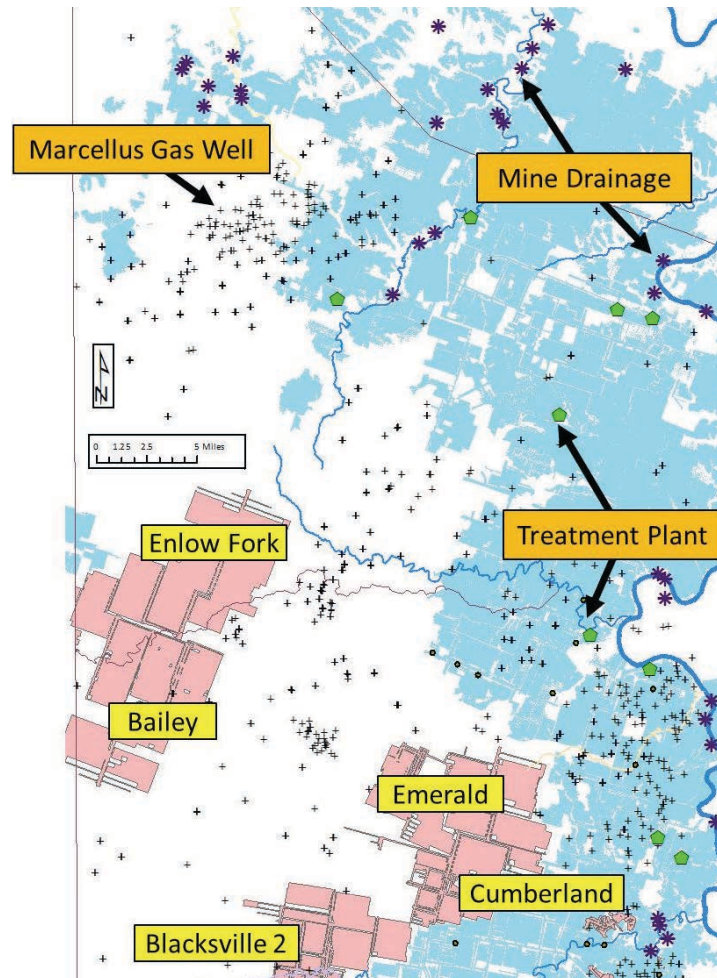 Marcellus Gas Well
Mine Drainage
N
0 1.25 2.5 5 Miles
Treatment Plant
Enlow Fork
Bailey
Emerald
Cumberland
Blacksville 2